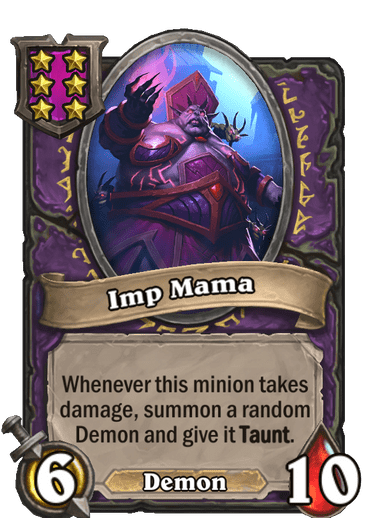 Imp Mama
Whenever this minion takes
damage, summon a random
Demon and give it Taunt.
6
Demon
10